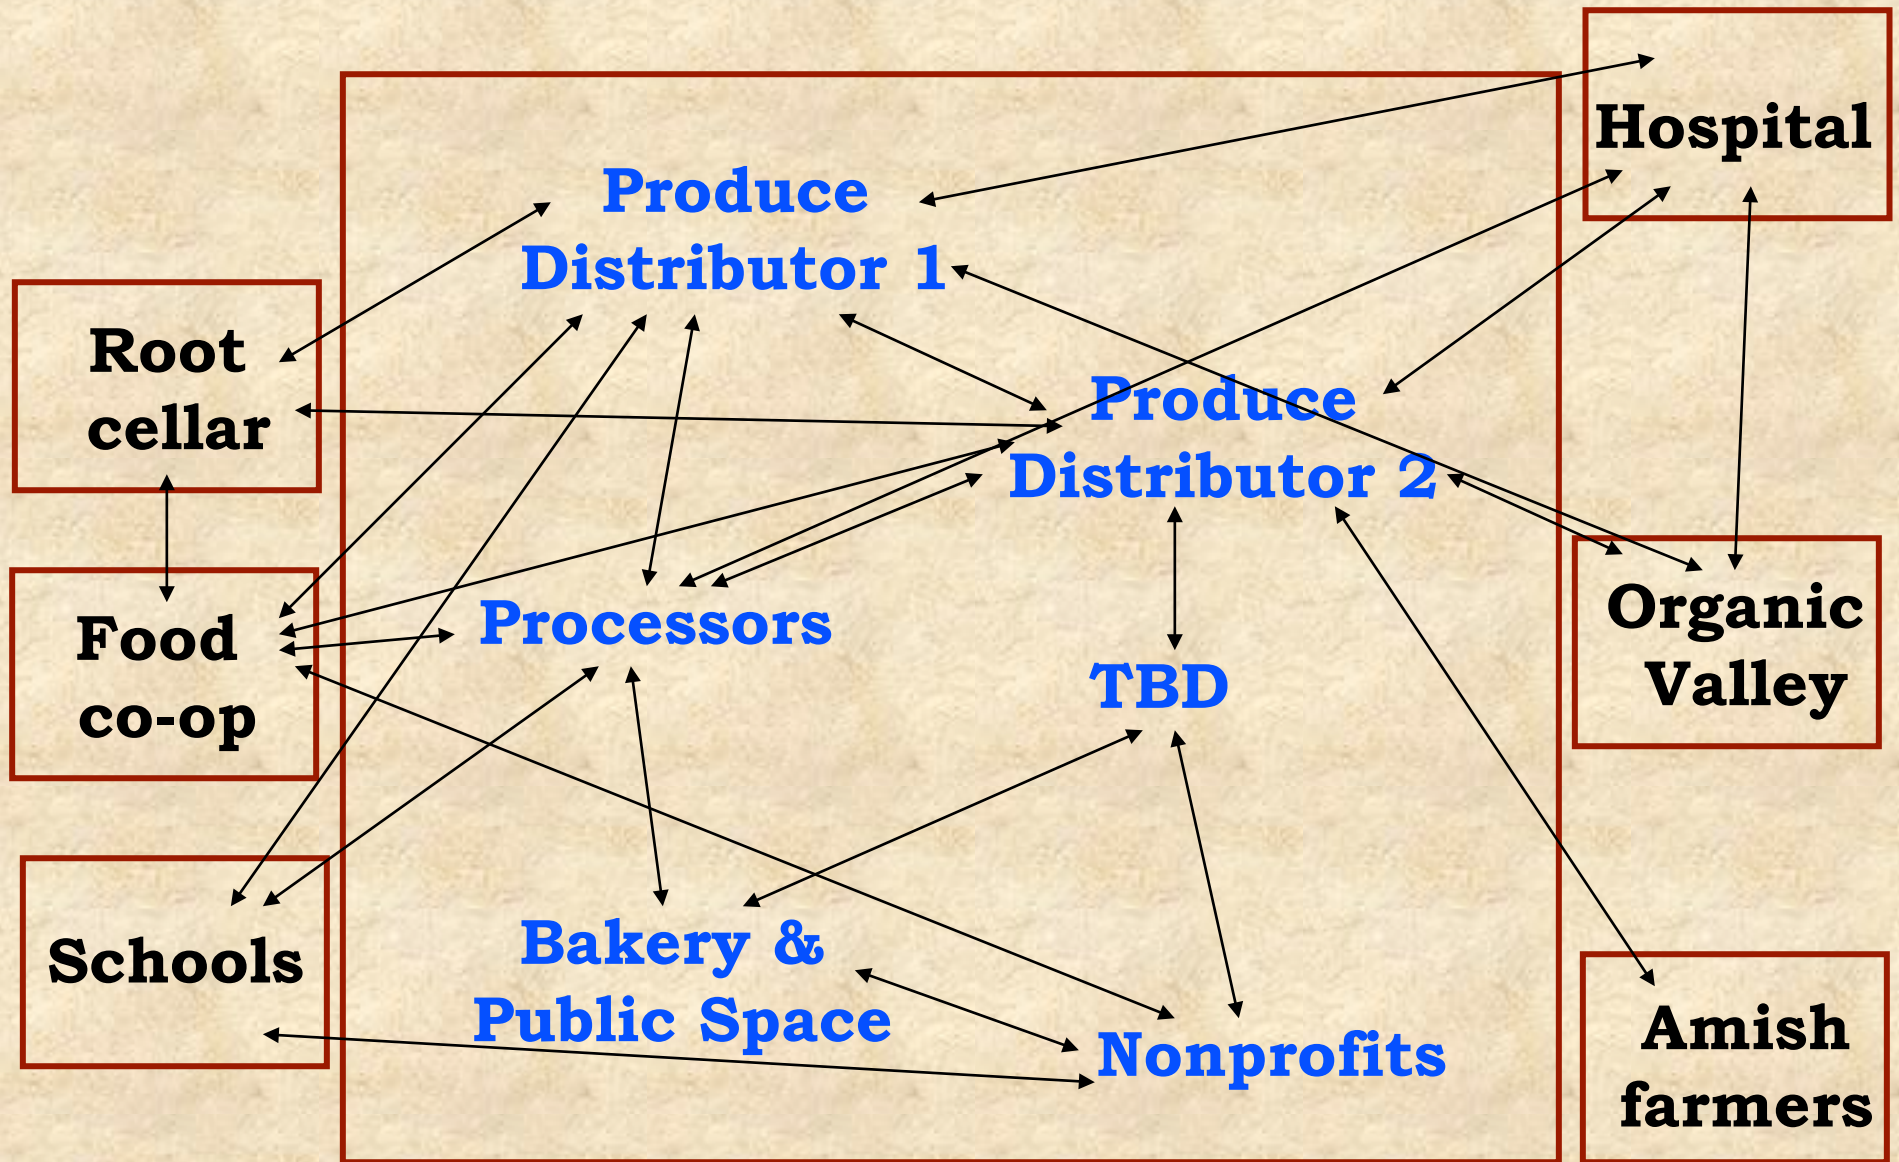 Hospital
Produce
Distributor 1
Root
cellar
Produce
Distributor 2
Food
co-op
Processors
TBD
Organic
Valley
Schools
Bakery &
Public Space
Nonprofits
Amish
farmers